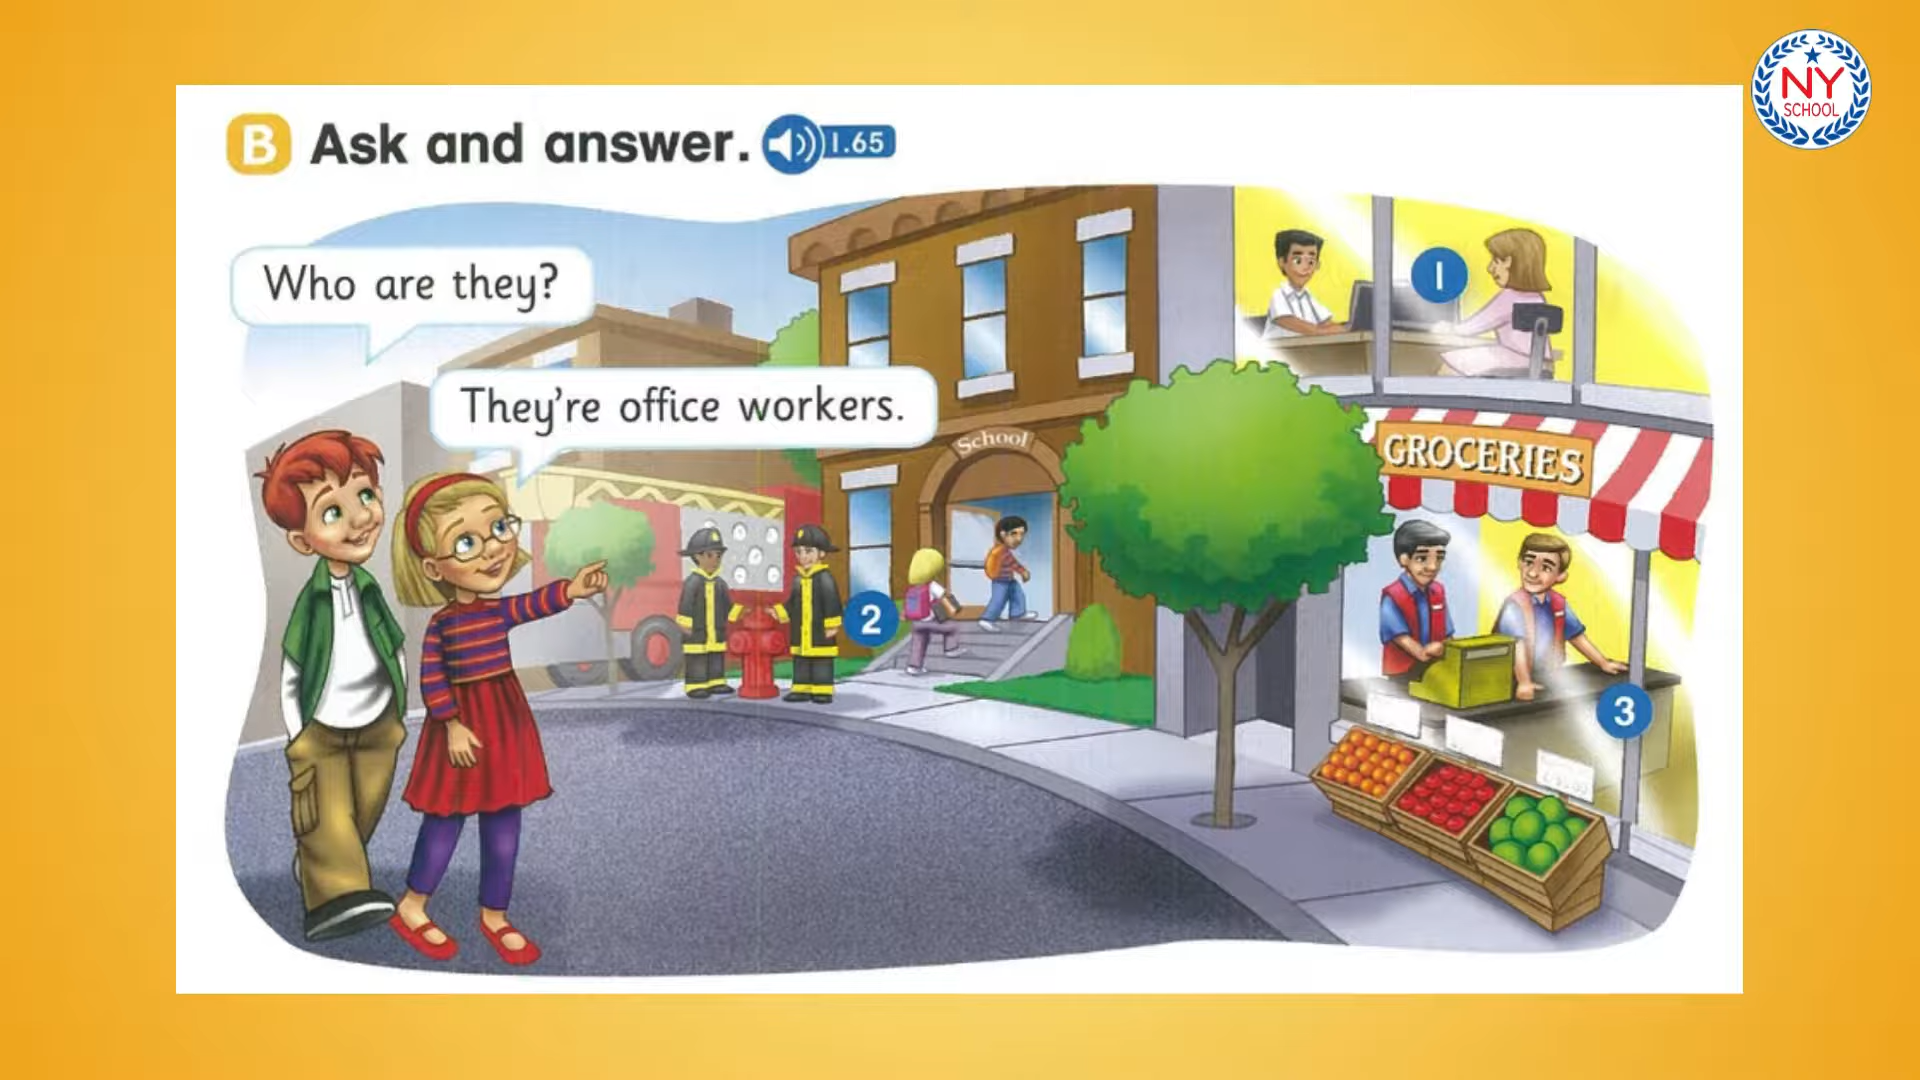 B Ask and answer. 1.65
NY
SCHOOL
Who are they?
They're office workers.
School
1
GROCERIES
2
3